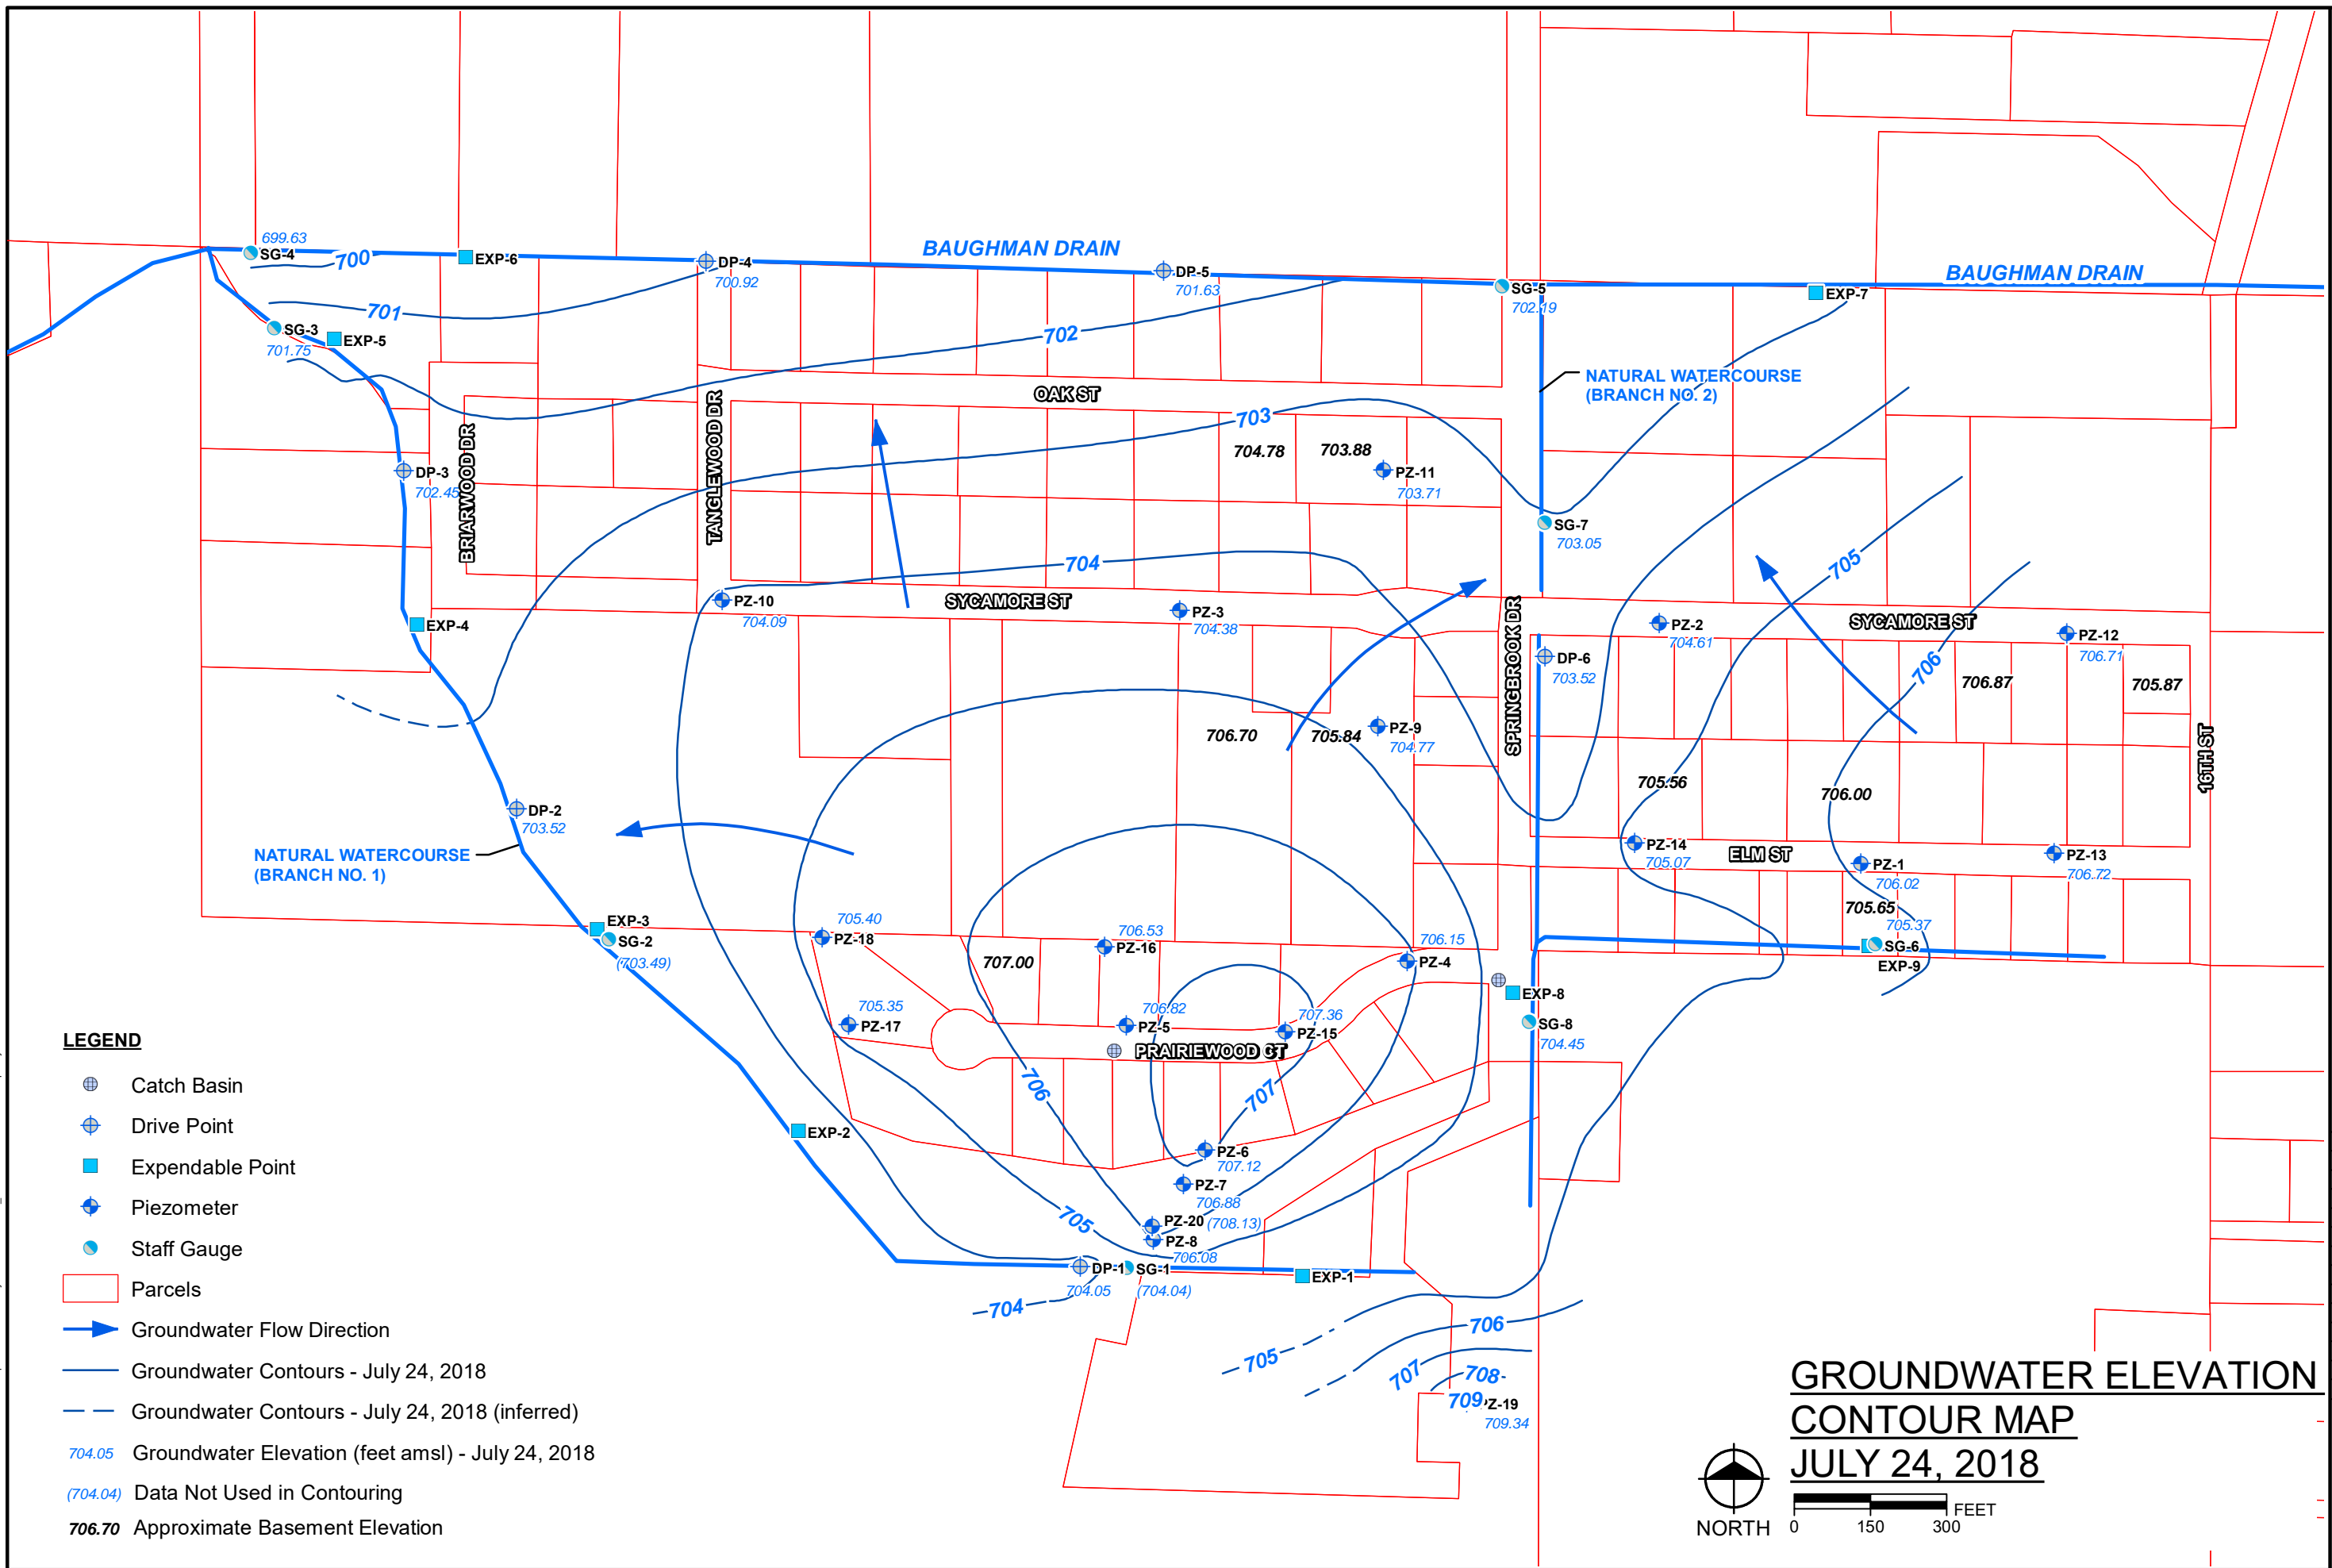 699.63
SG-4
700
EXP-6
DP-4
700.92
BAUGHMAN DRAIN
DP-5
701.63
SG-5
702.19
BAUGHMAN DRAIN
EXP-7
701
SG-3
701.75
EXP-5
702
NATURAL WATERCOURSE
(BRANCH NO. 2)
OAK ST
703
TANGLEWOOD DR
BRIARWOOD DR
704.78
703.88
DP-3
702.45
PZ-11
703.71
SG-7
703.05
704
705
PZ-10
704.09
SYCAMORE ST
PZ-3
704.38
EXP-4
PZ-2
704.61
SYCAMORE ST
PZ-12
706.71
DP-6
703.52
SPRINGBROOK DR
706
706.87
705.87
706.70
705.84
PZ-9
704.77
16TH ST
705.56
706.00
DP-2
703.52
NATURAL WATERCOURSE
(BRANCH NO. 1)
PZ-14
705.07
ELM ST
PZ-1
706.02
PZ-13
706.72
EXP-3
SG-2
(703.49)
705.40
PZ-18
706.53
PZ-16
707.00
706.15
PZ-4
705.65
705.37
SG-6
EXP-9
EXP-8
SG-8
704.45
705.35
PZ-17
706.82
PZ-5
707.36
PZ-15
PRAIRIEWOOD CT
706
707
EXP-2
PZ-6
707.12
PZ-7
706.88
705
PZ-20
(708.13)
PZ-8
706.08
DP-1
704.05
SG-1
(704.04)
EXP-1
704
705
706
707
708
709
Z-19
709.34
LEGEND
Catch Basin
Drive Point
Expendable Point
Piezometer
Staff Gauge
Parcels
Groundwater Flow Direction
Groundwater Contours - July 24, 2018
Groundwater Contours - July 24, 2018 (inferred)
704.05 Groundwater Elevation (feet amsl) - July 24, 2018
(704.04) Data Not Used in Contouring
706.70 Approximate Basement Elevation
GROUNDWATER ELEVATION
CONTOUR MAP
JULY 24, 2018
NORTH
0 150 300 FEET